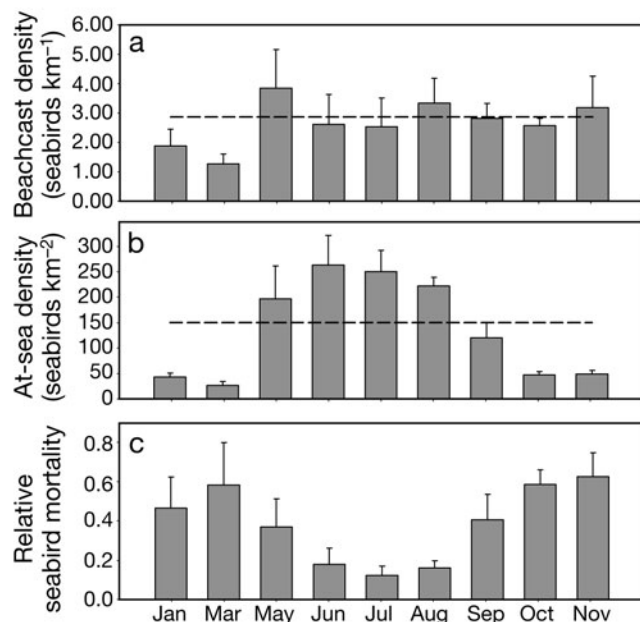 a
Beachcast density
(seabirds km⁻¹)
6.00
5.00
4.00
3.00
2.00
1.00
0.00
b
At-sea density
(seabirds km⁻²)
300
250
200
150
100
50
0
c
Relative
seabird mortality
0.8
0.6
0.4
0.2
0.0
Jan Mar May Jun Jul Aug Sep Oct Nov